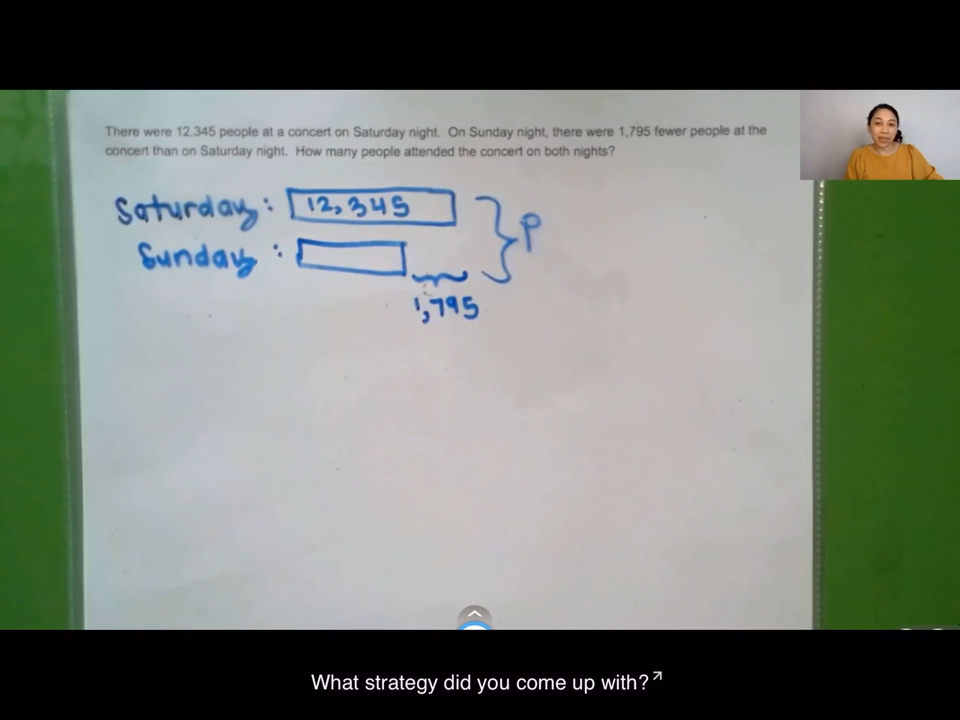 There were 12,345 people at a concert on Saturday night. On Sunday night, there were 1,795 fewer people at the
concert than on Saturday night. How many people attended the concert on both nights?
Saturday: 12,345
Sunday :
P
1,795
What strategy did you come up with?